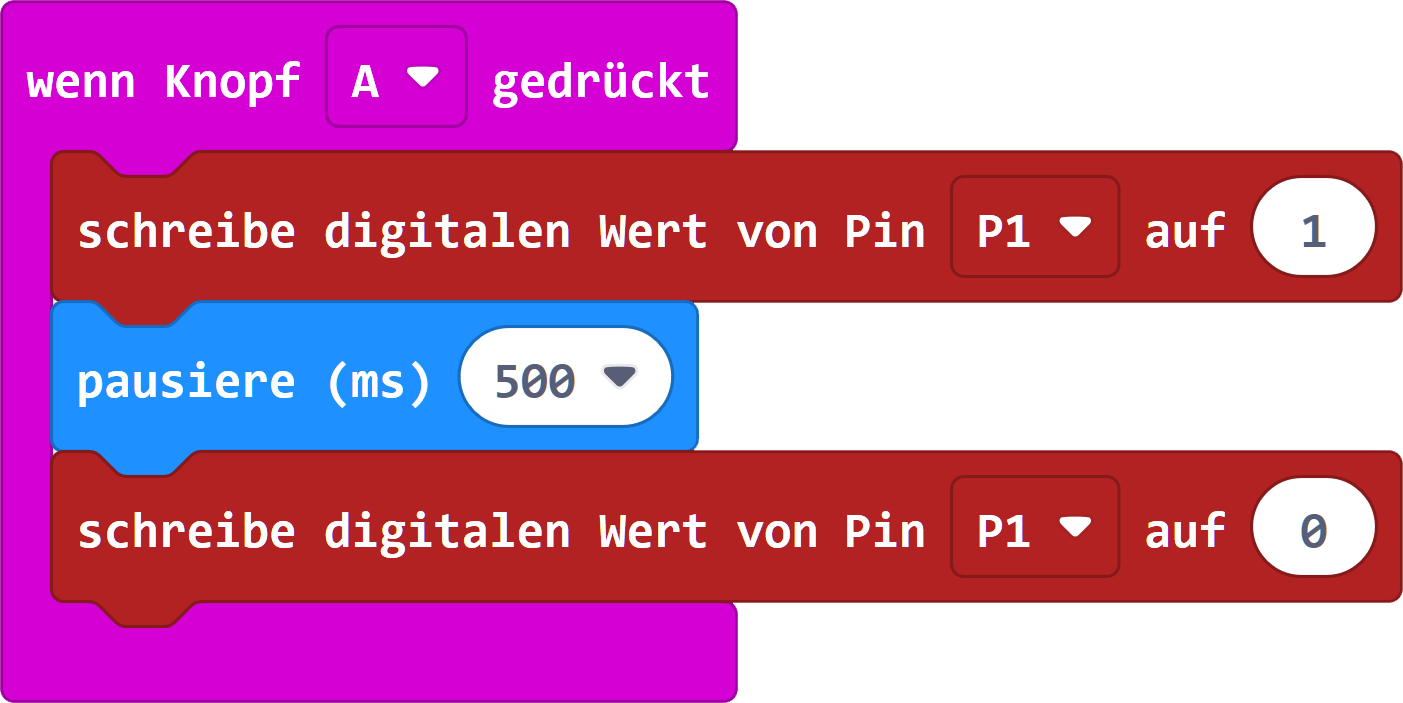 wenn Knopf A gedrückt
schreibe digitalen Wert von Pin P1 auf 1
pausiere (ms) 500
schreibe digitalen Wert von Pin P1 auf 0